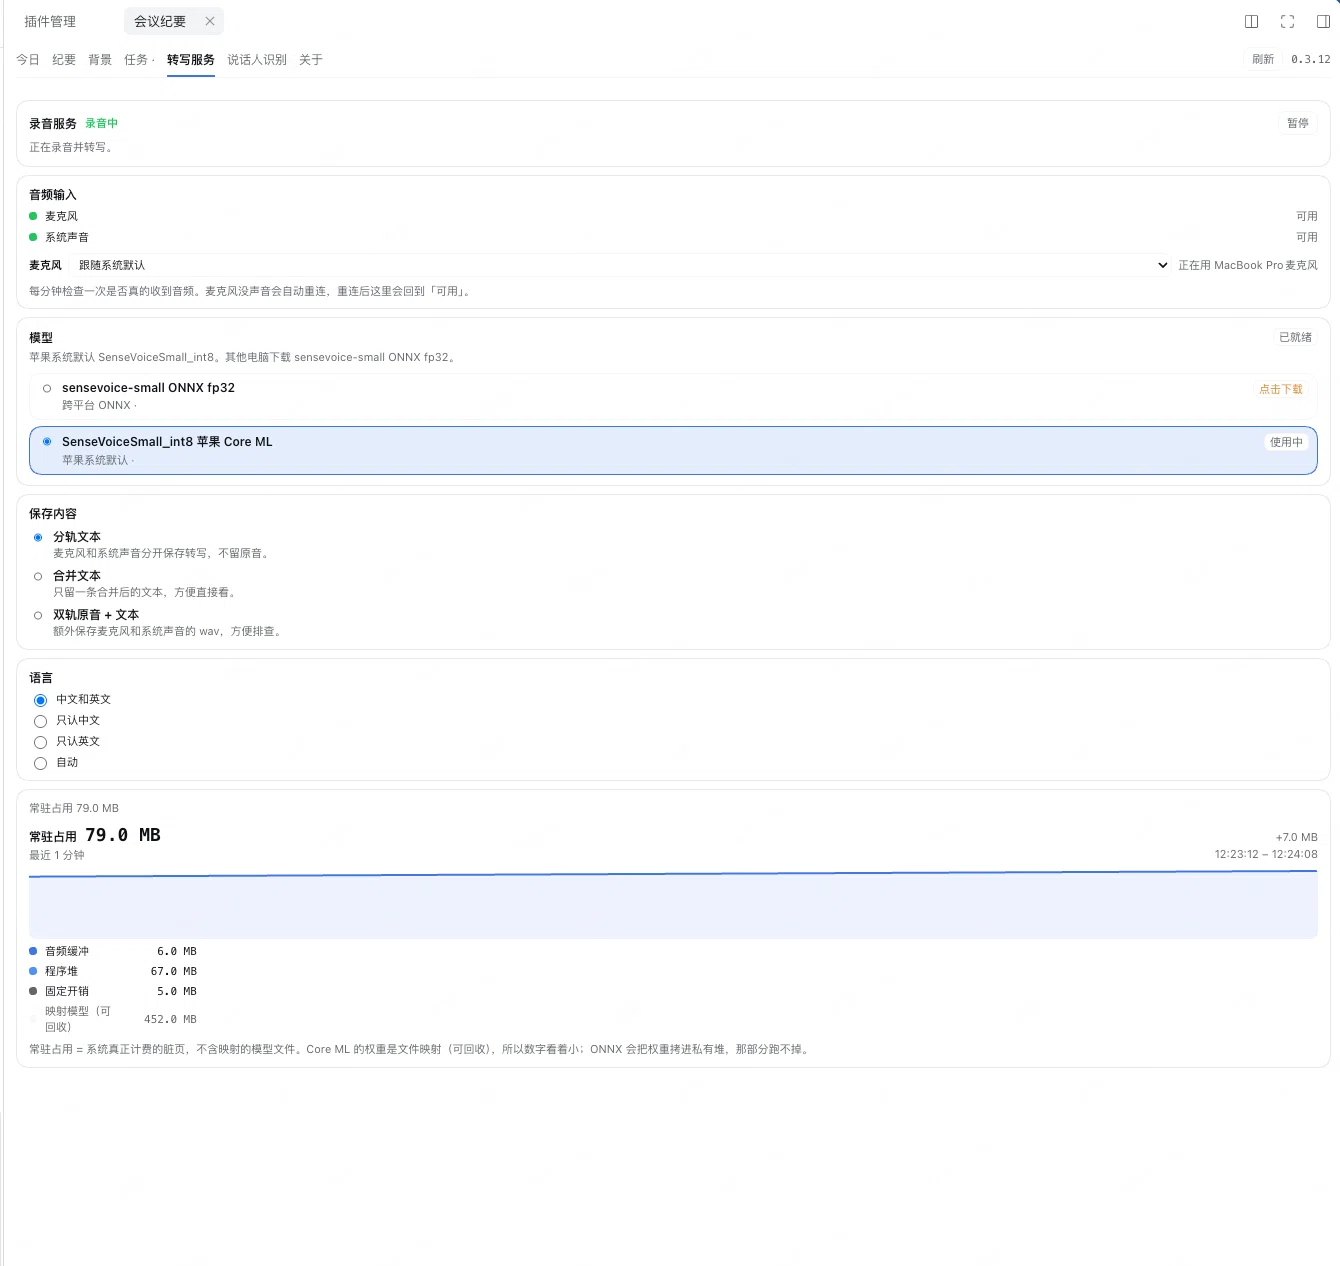 插件管理 会议纪要
今日 纪要 背景 任务 · 转写服务 说话人识别 关于 刷新 0.3.12
录音服务 录音中 暂停
正在录音并转写。
音频输入
麦克风 可用
系统声音 可用
麦克风 跟随系统默认 正在用 MacBook Pro麦克风
每分钟检查一次是否真的收到音频。麦克风没声音会自动重连，重连后这里会回到「可用」。
模型 已就绪
苹果系统默认 SenseVoiceSmall_int8。其他电脑下载 sensevoice-small ONNX fp32。
sensevoice-small ONNX fp32 点击下载
跨平台 ONNX ·
SenseVoiceSmall_int8 苹果 Core ML 使用中
苹果系统默认 ·
保存内容
分轨文本
麦克风和系统声音分开保存转写，不留原音。
合并文本
只留一条合并后的文本，方便直接看。
双轨原音 + 文本
额外保存麦克风和系统声音的 wav，方便排查。
语言
中文和英文
只认中文
只认英文
自动
常驻占用 79.0 MB
常驻占用 79.0 MB +7.0 MB
最近 1 分钟 12:23:12 – 12:24:08
音频缓冲 6.0 MB
程序堆 67.0 MB
固定开销 5.0 MB
映射模型（可
回收） 452.0 MB
常驻占用 = 系统真正计费的脏页，不含映射的模型文件。Core ML 的权重是文件映射（可回收），所以数字看着小；ONNX 会把权重拷进私有堆，那部分跑不掉。